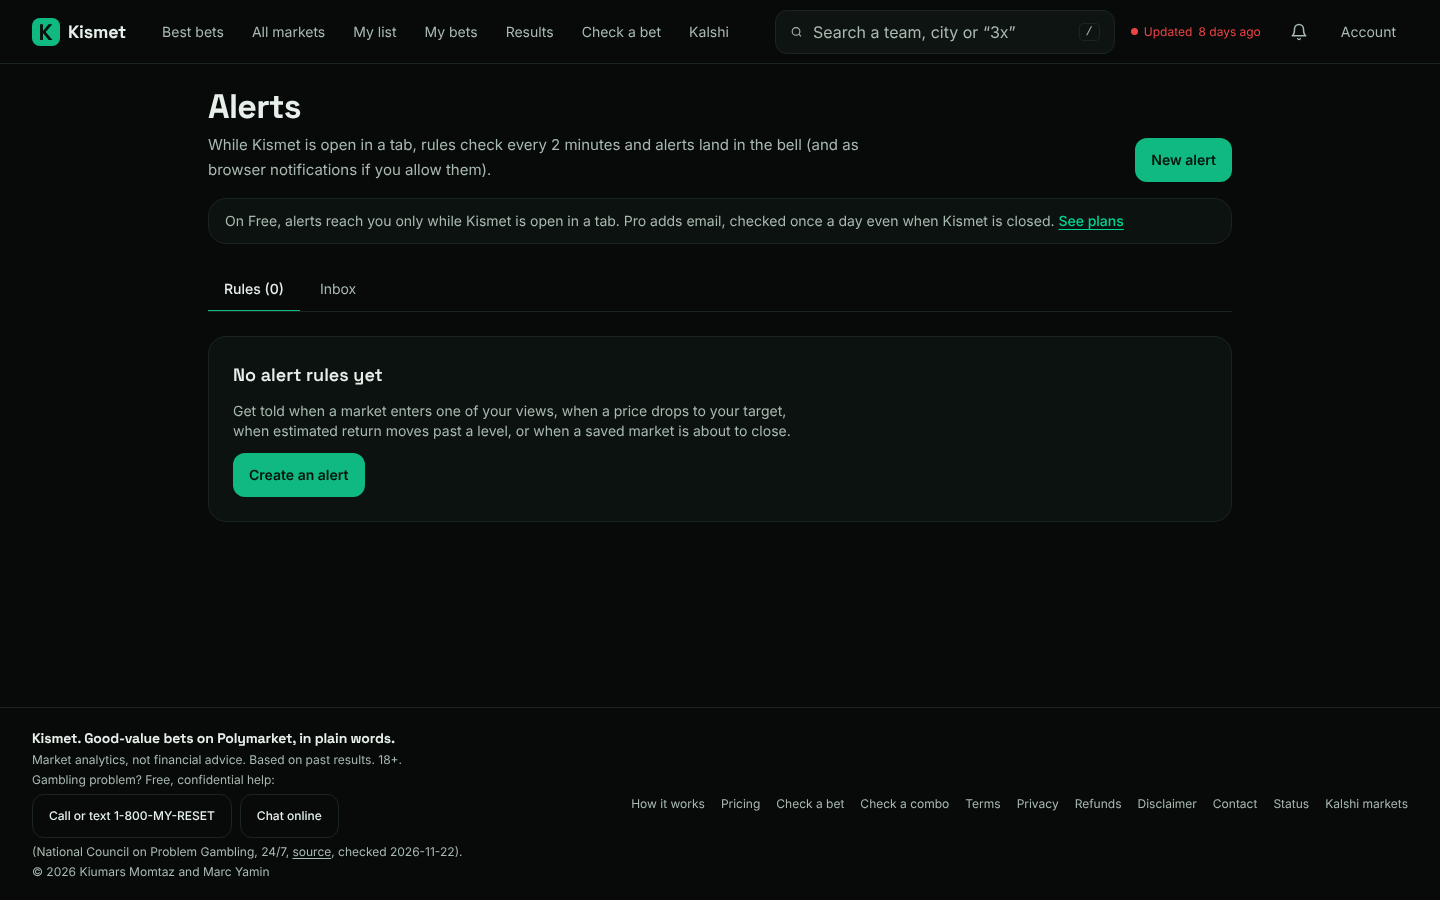 K Kismet Best bets All markets My list My bets Results Check a bet Kalshi Search a team, city or “3x” / Updated 8 days ago Account
Alerts
While Kismet is open in a tab, rules check every 2 minutes and alerts land in the bell (and as
browser notifications if you allow them).
New alert
On Free, alerts reach you only while Kismet is open in a tab. Pro adds email, checked once a day even when Kismet is closed. See plans
Rules (0) Inbox
No alert rules yet
Get told when a market enters one of your views, when a price drops to your target,
when estimated return moves past a level, or when a saved market is about to close.
Create an alert
Kismet. Good-value bets on Polymarket, in plain words.
Market analytics, not financial advice. Based on past results. 18+.
Gambling problem? Free, confidential help:
Call or text 1-800-MY-RESET Chat online
(National Council on Problem Gambling, 24/7, source, checked 2026-11-22).
© 2026 Kiumars Momtaz and Marc Yamin
How it works Pricing Check a bet Check a combo Terms Privacy Refunds Disclaimer Contact Status Kalshi markets